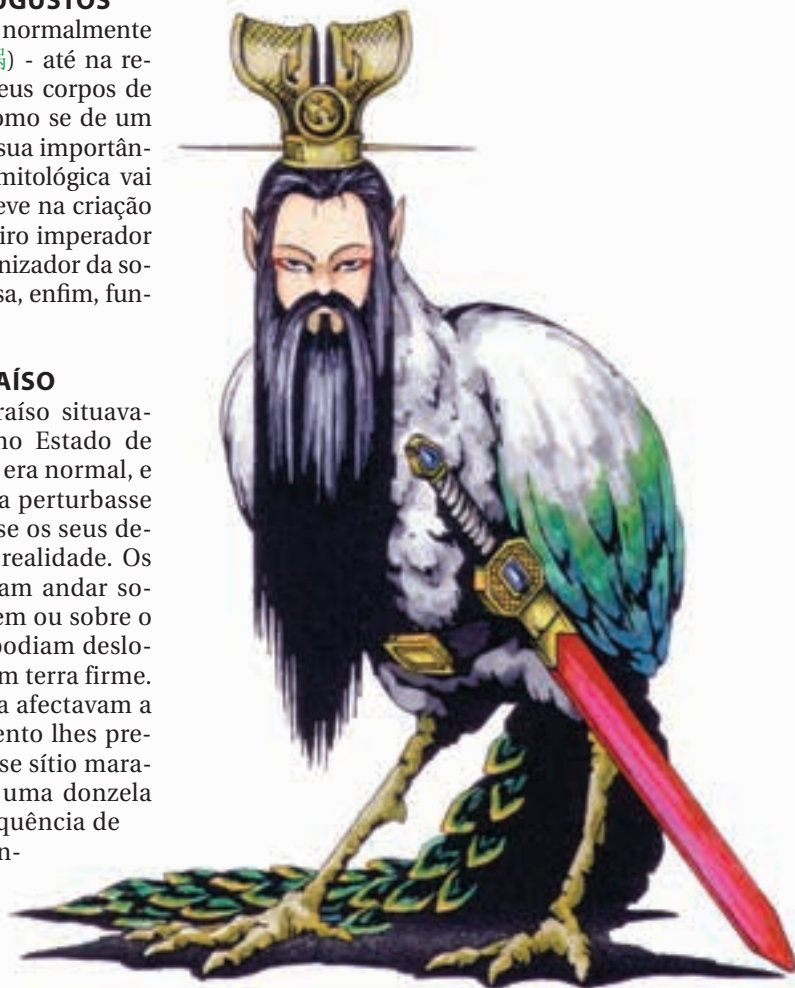 UGUSTOS
normalmente
) - até na re-
eus corpos de
omo se de um
sua importân-
mitológica vai
eve na criação
iro imperador
nizador da so-
sa, enfim, fun-
AÍSO
raíso situava-
no Estado de
era normal, e
a perturbasse
se os seus de-
realidade. Os
am andar so-
em ou sobre o
podiam deslo-
m terra firme.
a afectavam a
ento lhes pre-
se sítio mara-
uma donzela
quência de
n-